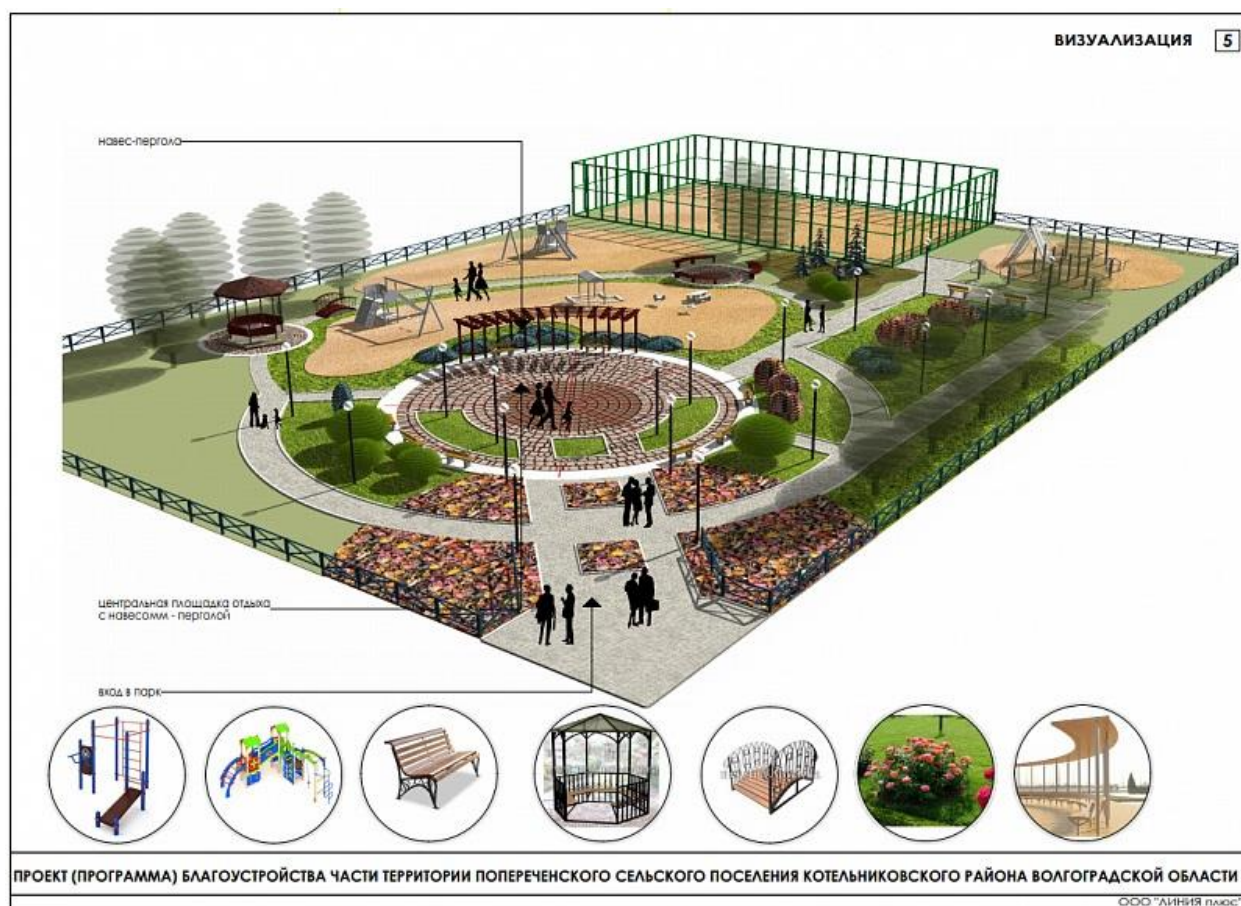 ВИЗУАЛИЗАЦИЯ 5
навес-пергола
центральная площадка отдыха
с навесомм - перголой
вход в парк
ПРОЕКТ (ПРОГРАММА) БЛАГОУСТРОЙСТВА ЧАСТИ ТЕРРИТОРИИ ПОПЕРЕЧЕНСКОГО СЕЛЬСКОГО ПОСЕЛЕНИЯ КОТЕЛЬНИКОВСКОГО РАЙОНА ВОЛГОГРАДСКОЙ ОБЛАСТИ
ООО "ЛИНИЯ плюс"